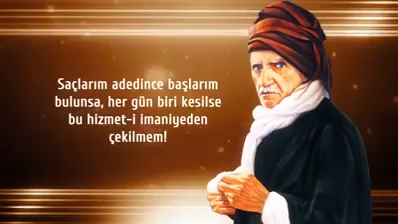 Saçlarım adedince başlarım
bulunsa, her gün biri kesilse
bu hizmet-i imaniyeden
çekilmem!